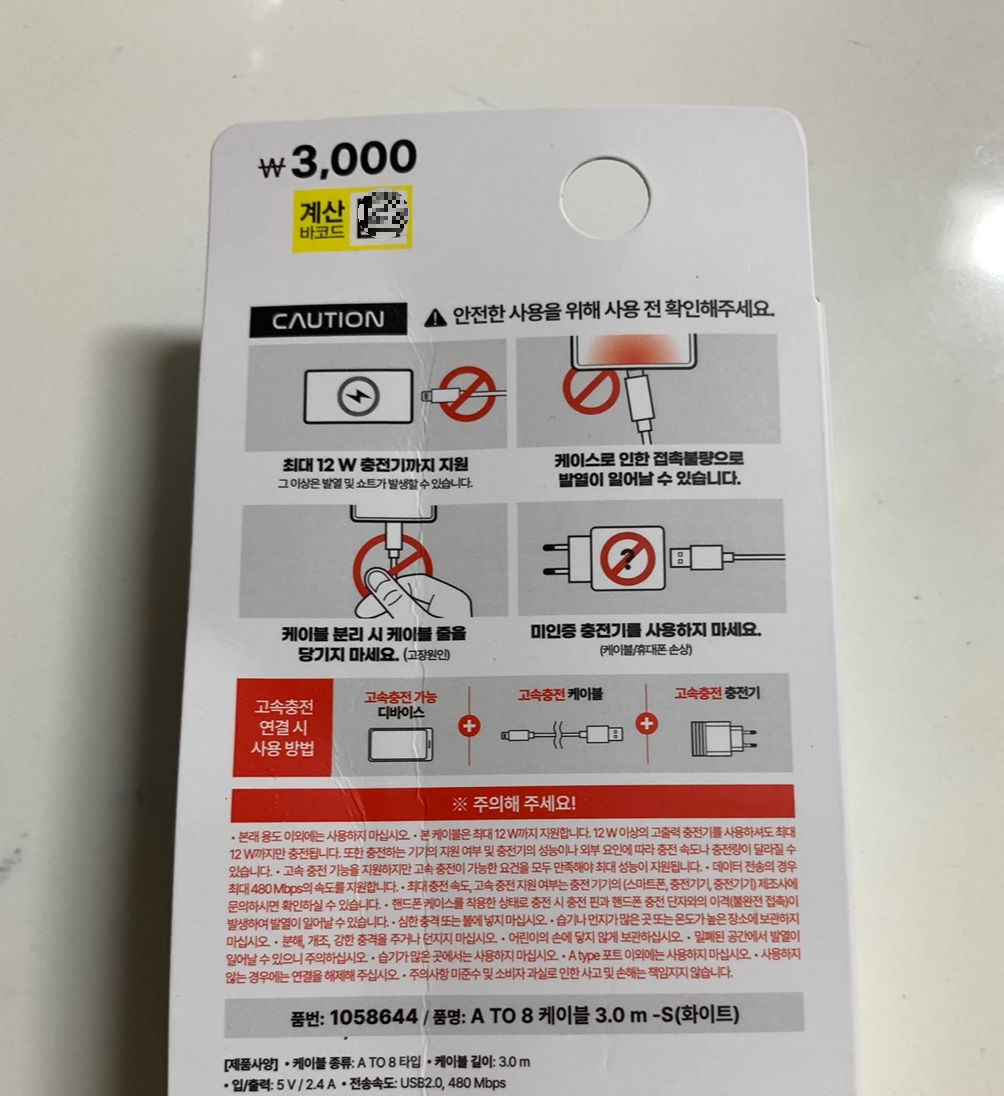 ₩3,000
계산
바코드
CAUTION
안전한 사용을 위해 사용 전 확인해주세요.
최대 12 W 충전기까지 지원
그 이상은 발열 및 쇼트가 발생할 수 있습니다.
케이스로 인한 접촉불량으로
발열이 일어날 수 있습니다.
케이블 분리 시 케이블 줄을
당기지 마세요. (고장원인)
?
미인증 충전기를 사용하지 마세요.
(케이블/휴대폰 손상)
고속충전
연결 시
사용 방법
고속충전 가능
디바이스
+
고속충전 케이블
+
고속충전 충전기
※ 주의해 주세요!
• 본래 용도 이외에는 사용하지 마십시오. • 본 케이블은 최대 12 W까지 지원합니다. 12 W 이상의 고출력 충전기를 사용하셔도 최대
12 W까지만 충전됩니다. 또한 충전하는 기기의 지원 여부 및 충전기의 성능이나 외부 요인에 따라 충전 속도나 충전량이 달라질 수
있습니다. • 고속 충전 기능을 지원하지만 고속 충전이 가능한 요건을 모두 만족해야 최대 성능이 지원됩니다. • 데이터 전송의 경우
최대 480 Mbps의 속도를 지원합니다. • 최대 충전 속도, 고속 충전 지원 여부는 충전 기기의 (스마트폰, 충전기기, 충전기기) 제조사에
문의하시면 확인하실 수 있습니다. • 핸드폰 케이스를 착용한 상태로 충전 시 충전 핀과 핸드폰 충전 단자와의 이격(불완전 접촉)이
발생하여 발열이 일어날 수 있습니다. • 심한 충격 또는 불에 넣지 마십시오. • 습기나 먼지가 많은 곳 또는 온도가 높은 장소에 보관하지
마십시오. • 분해, 개조, 강한 충격을 주거나 던지지 마십시오. • 어린이의 손에 닿지 않게 보관하십시오. • 밀폐된 공간에서 발열이
일어날 수 있으니 주의하십시오. • 습기가 많은 곳에서는 사용하지 마십시오. • A type 포트 이외에는 사용하지 마십시오. • 사용하지
않는 경우에는 연결을 해제해 주십시오. • 주의사항 미준수 및 소비자 과실로 인한 사고 및 손해는 책임지지 않습니다.
품번: 1058644 / 품명: A TO 8 케이블 3.0 m -S(화이트)
[제품사양] • 케이블 종류: A TO 8 타입 • 케이블 길이: 3.0 m
• 입/출력: 5 V / 2.4 A • 전송속도: USB2.0, 480 Mbps